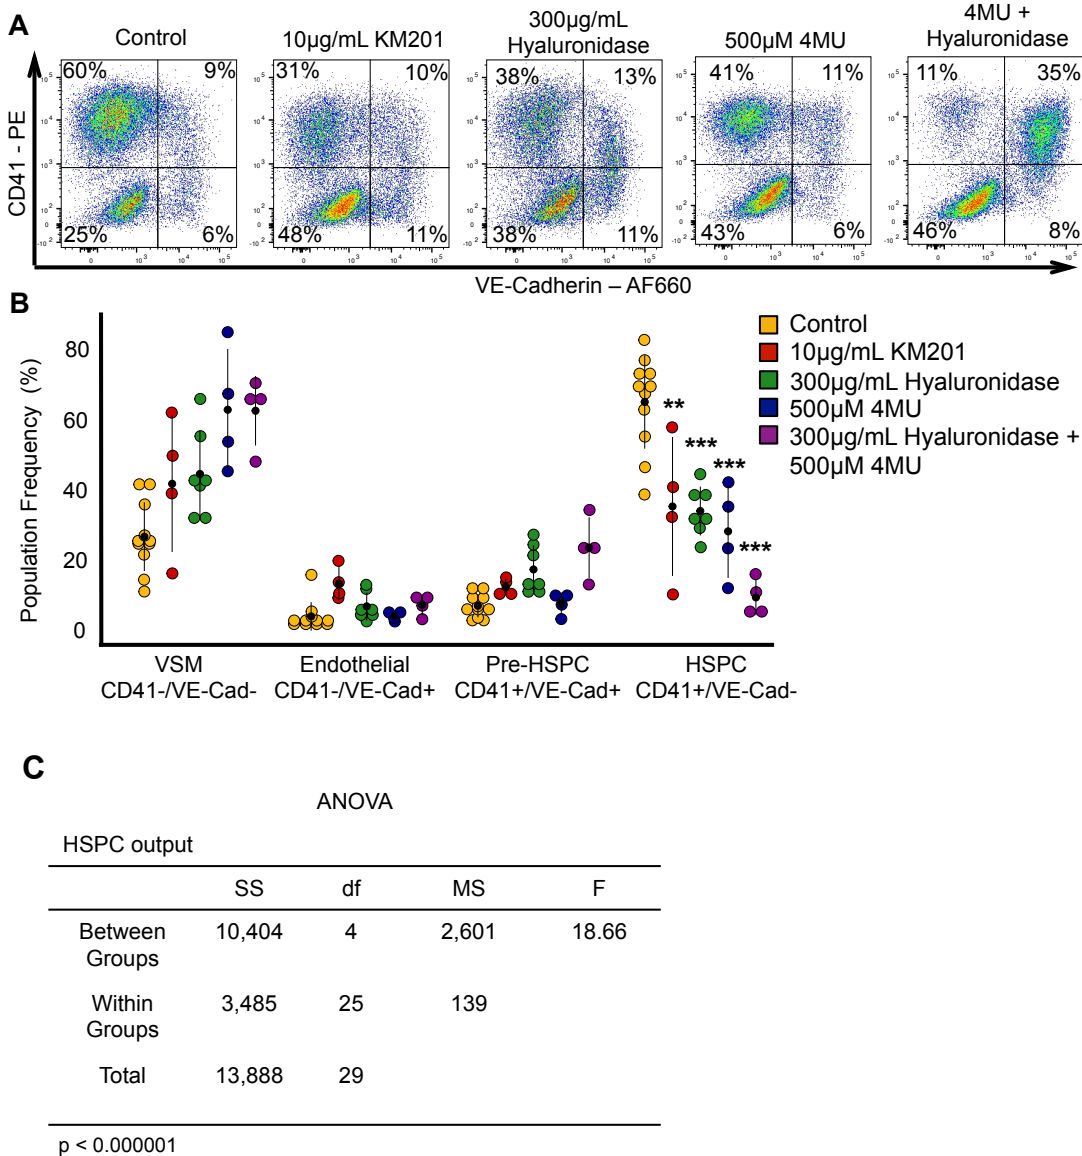 A
Control
10µg/mL KM201
300µg/mL
Hyaluronidase
500µM 4MU
4MU +
Hyaluronidase
CD41 - PE
60%
9%
25%
6%
31%
10%
48%
11%
38%
13%
38%
11%
41%
11%
43%
6%
11%
35%
46%
8%
VE-Cadherin – AF660
B
Population Frequency (%)
80
60
40
20
0
Control
10µg/mL KM201
300µg/mL Hyaluronidase
500µM 4MU
300µg/mL Hyaluronidase +
500µM 4MU
**
***
***
***
VSM
CD41-/VE-Cad-
Endothelial
CD41-/VE-Cad+
Pre-HSPC
CD41+/VE-Cad+
HSPC
CD41+/VE-Cad-
C
ANOVA
HSPC output
SS df MS F
Between
Groups
10,404 4 2,601 18.66
Within
Groups
3,485 25 139
Total 13,888 29
p < 0.000001